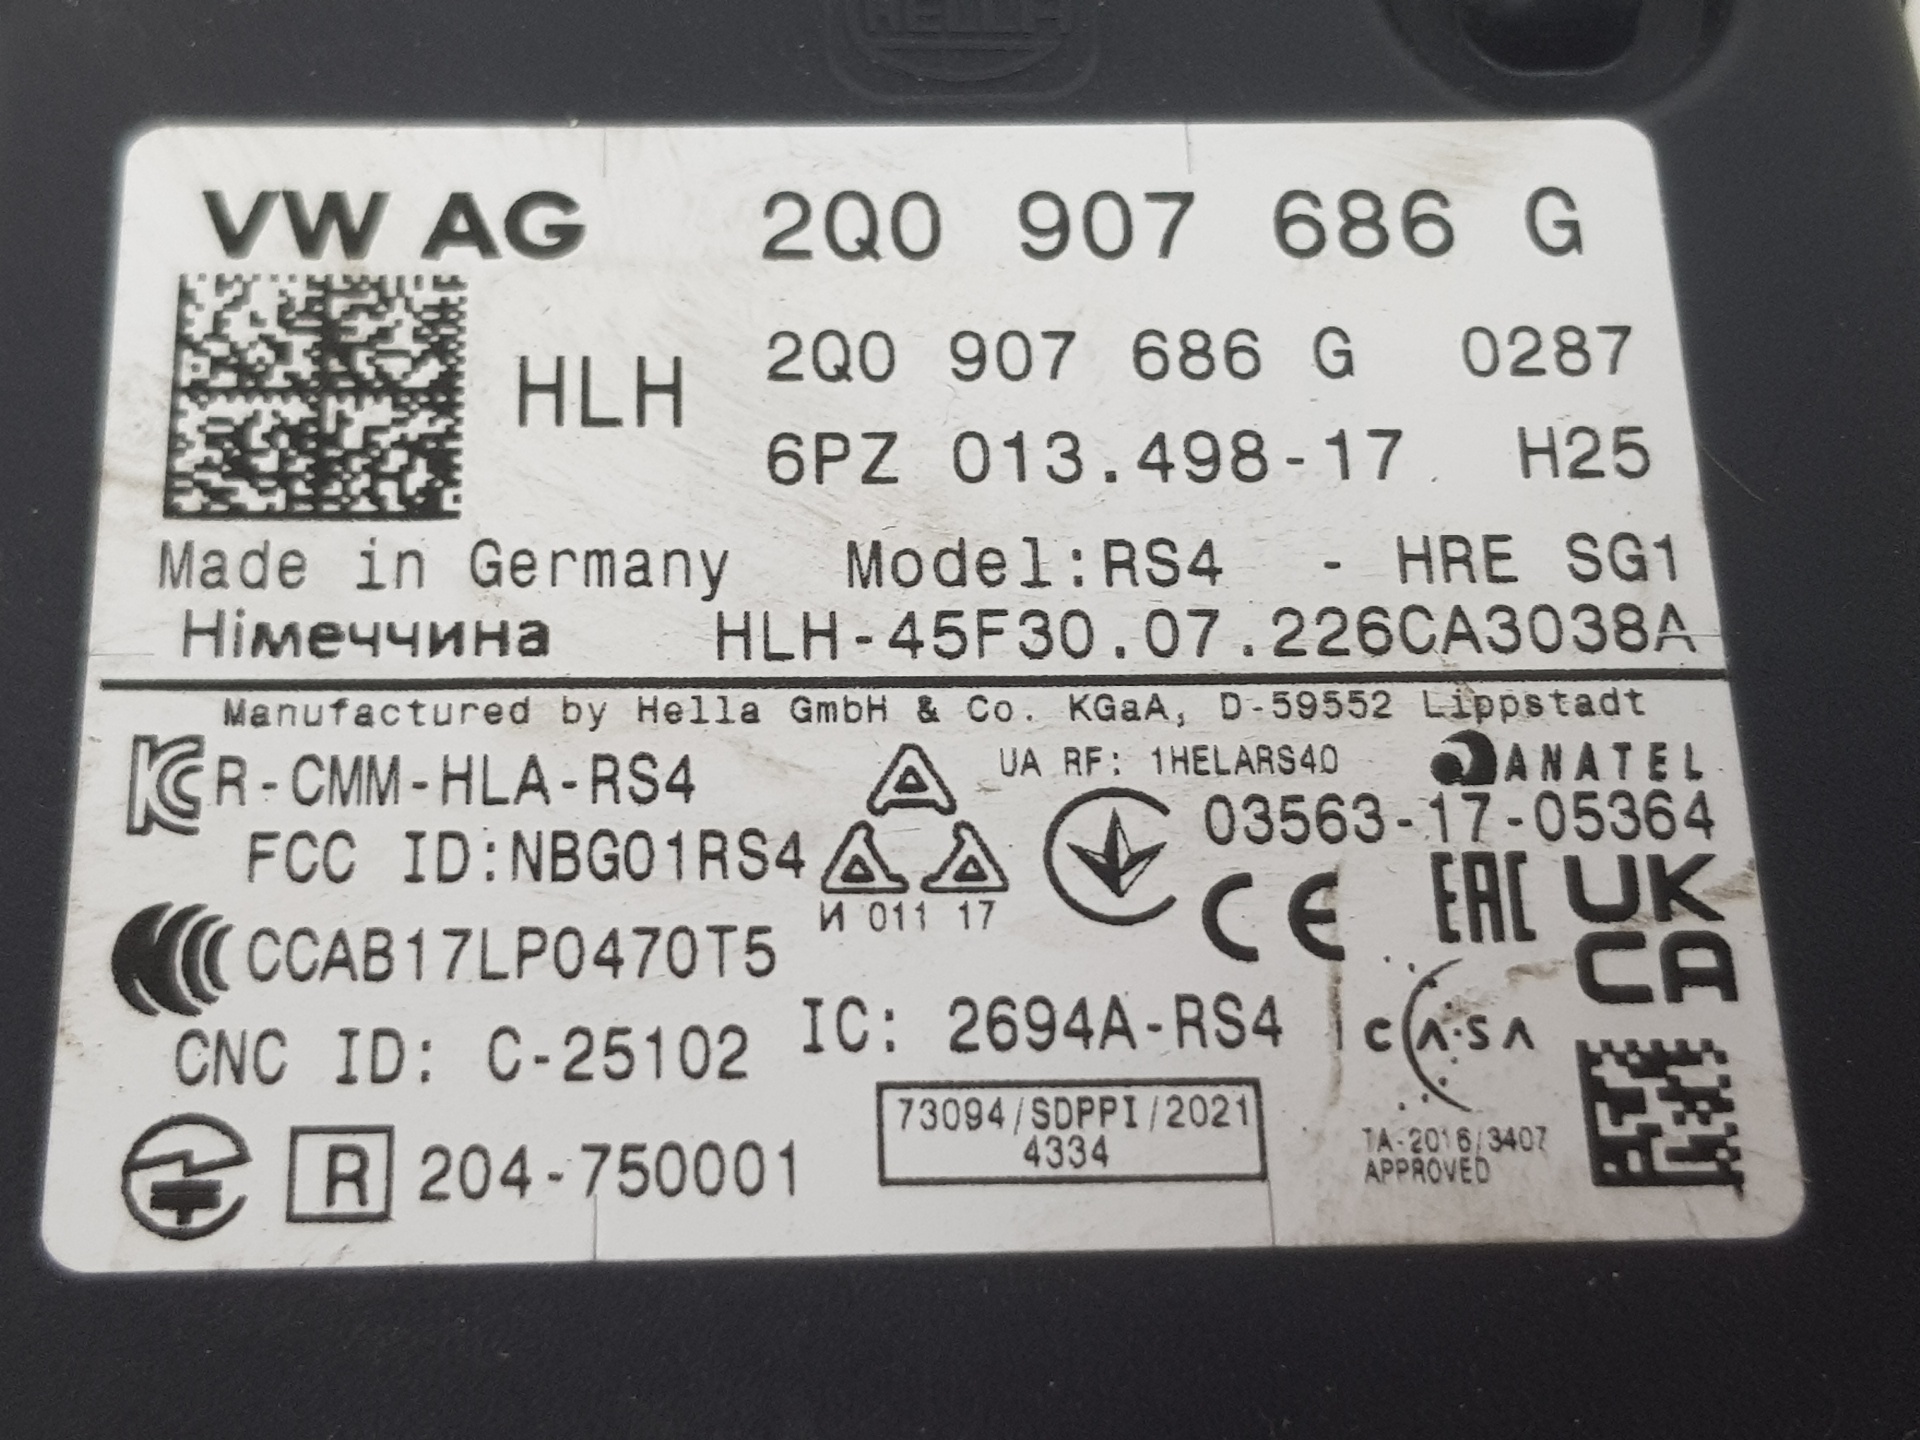 HELLA
VW AG 2Q0 907 686 G
HLH 2Q0 907 686 G 0287
6PZ 013.498-17 H25
Made in Germany Model:RS4 - HRE SG1
Німеччина HLH-45F30.07.226CA3038A
Manufactured by Hella GmbH & Co. KGaA, D-59552 Lippstadt
R-CMM-HLA-RS4 UA RF: 1HELARS40 ANATEL
03563-17-05364
FCC ID:NBG01RS4
И 011 17
CE EAC UK
CA
CCAB17LP0470T5
CNC ID: C-25102 IC: 2694A-RS4 ICASA
73094/SDPPI/2021
4334
TA-2016/3407
APPROVED
R 204-750001